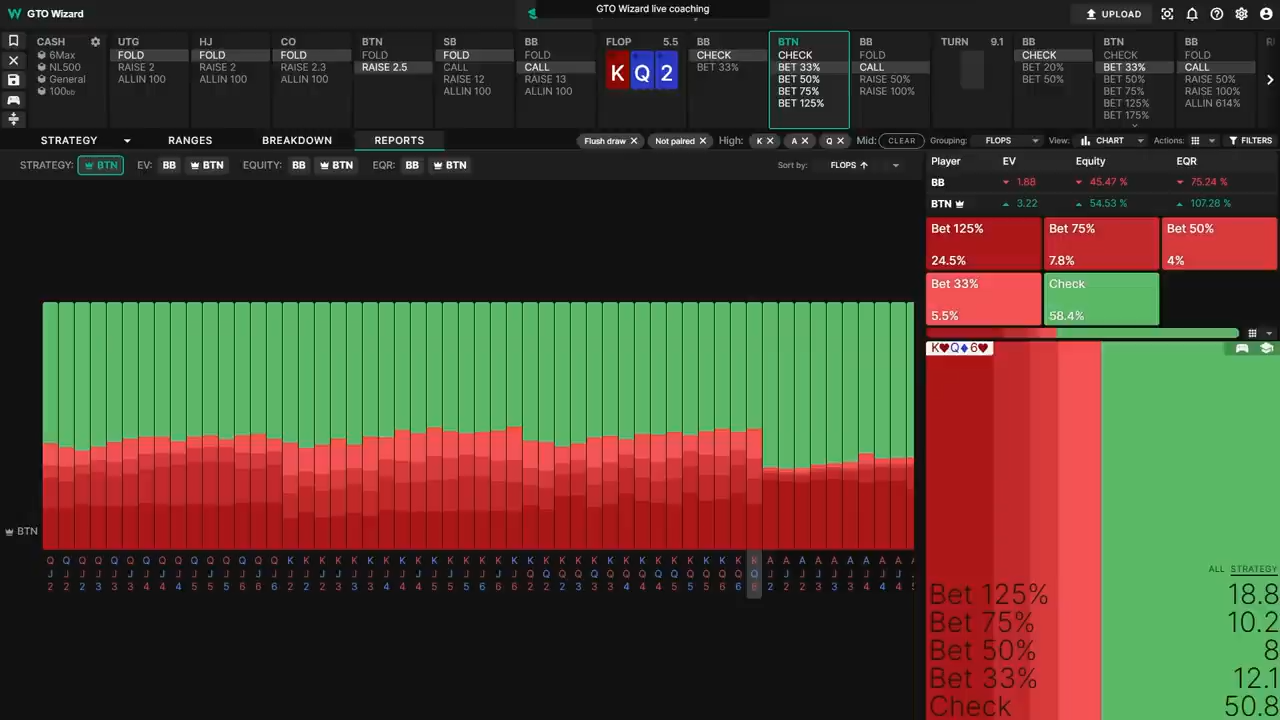 GTO Wizard live coaching
GTO Wizard
UPLOAD
CASH
6Max
NL500
General
100bb
UTG
FOLD
RAISE 2
ALLIN 100
HJ
FOLD
RAISE 2
ALLIN 100
CO
FOLD
RAISE 2.3
ALLIN 100
BTN
FOLD
RAISE 2.5
SB
FOLD
CALL
RAISE 12
ALLIN 100
BB
FOLD
CALL
RAISE 13
ALLIN 100
FLOP 5.5
K Q 2
BB
CHECK
BET 33%
BTN
CHECK
BET 33%
BET 50%
BET 75%
BET 125%
BB
FOLD
CALL
RAISE 50%
RAISE 100%
TURN 9.1
BB
CHECK
BET 20%
BET 50%
BTN
CHECK
BET 33%
BET 50%
BET 75%
BET 125%
BET 175%
BB
FOLD
CALL
RAISE 50%
RAISE 100%
ALLIN 614%
STRATEGY RANGES BREAKDOWN REPORTS
Flush draw Not paired High: K A Q Mid: CLEAR Grouping: FLOPS View: CHART Actions: FILTERS
STRATEGY: BTN EV: BB BTN EQUITY: BB BTN EQR: BB BTN Sort by: FLOPS
Player EV Equity EQR
BB 1.88 45.47 % 75.24 %
BTN 3.22 54.53 % 107.28 %
Bet 125% 24.5%
Bet 75% 7.8%
Bet 50% 4%
Bet 33% 5.5%
Check 58.4%
K♥Q♦6♥
ALL STRATEGY
Bet 125% 18.8
Bet 75% 10.2
Bet 50% 8
Bet 33% 12.1
Check 50.8
BTN